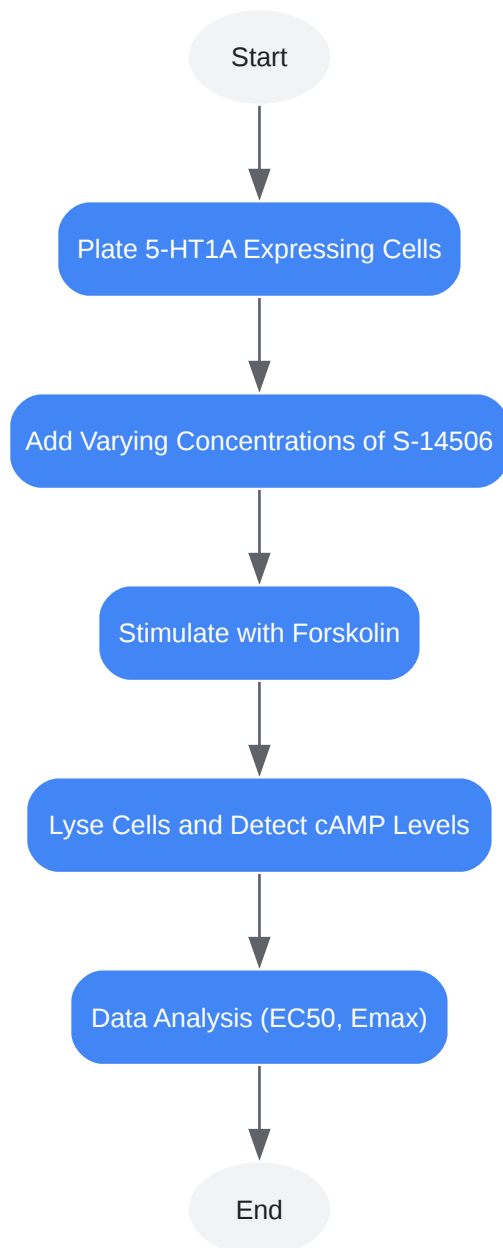 Start
Plate 5-HT1A Expressing Cells
Add Varying Concentrations of S-14506
Stimulate with Forskolin
Lyse Cells and Detect cAMP Levels
Data Analysis (EC50, Emax)
End